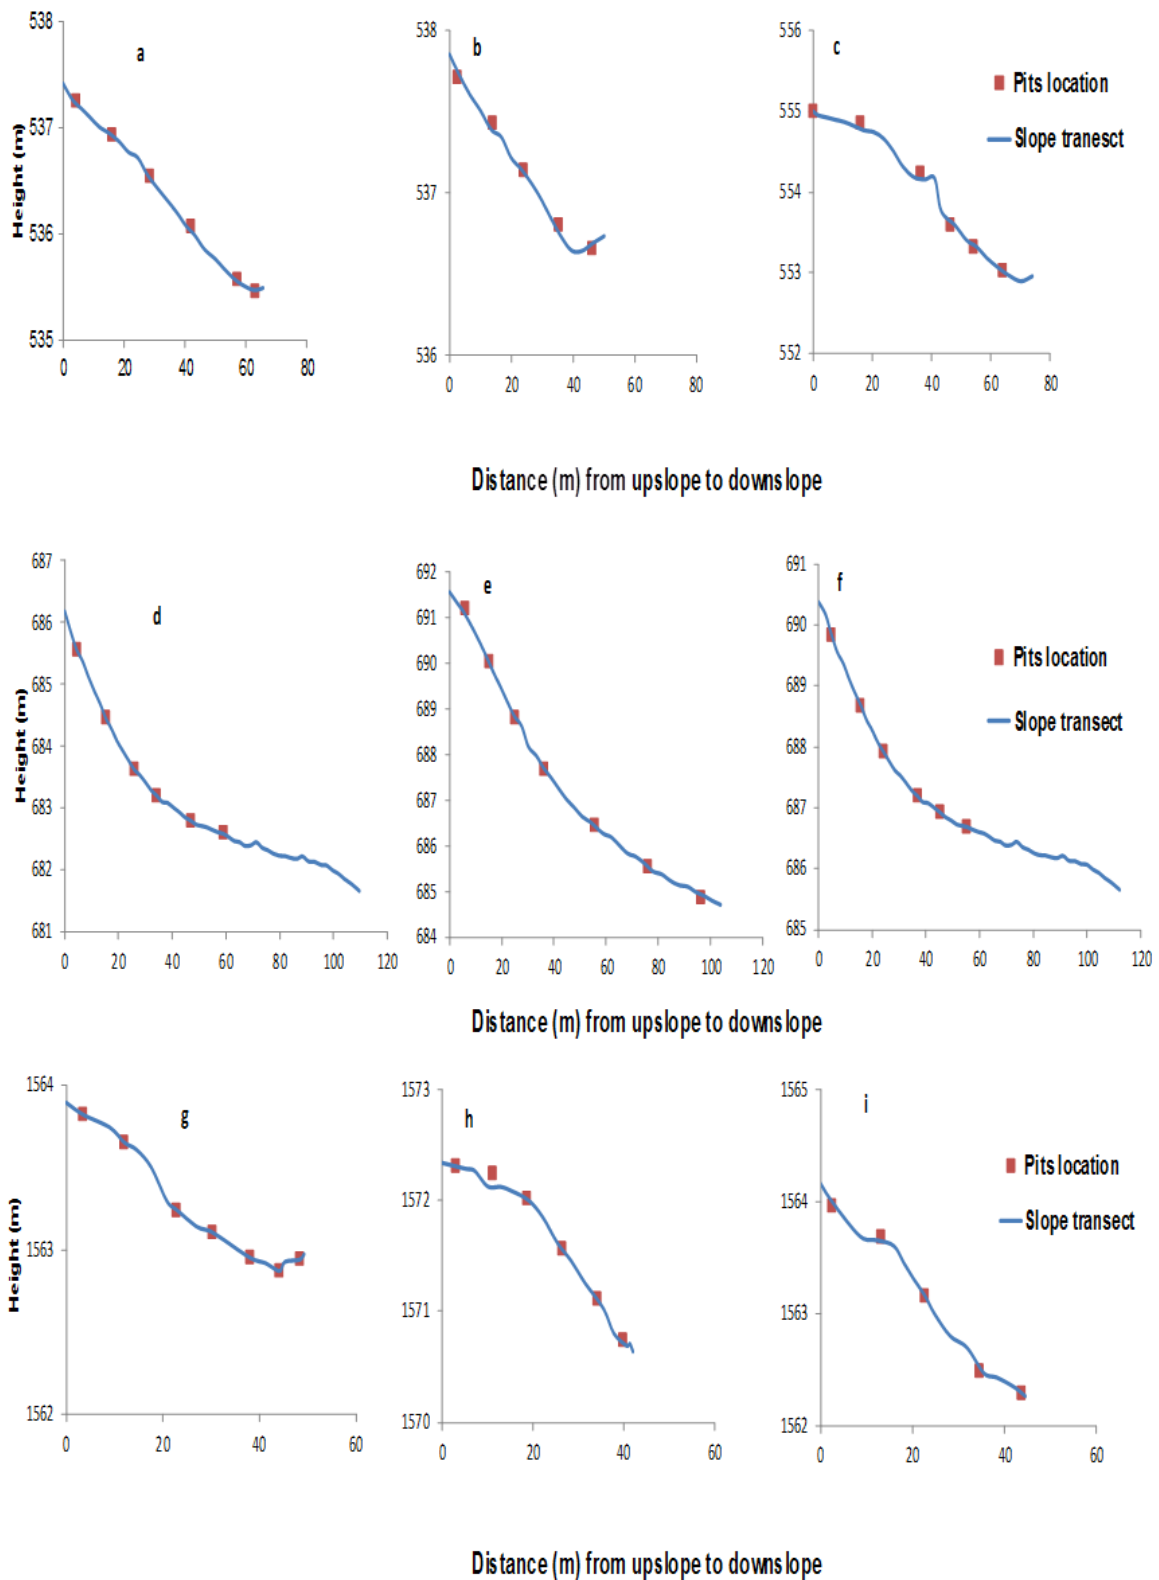 538
537
536
535
Height (m)
a
0 20 40 60 80
538
537
536
b
0 20 40 60 80
556
555
554
553
552
c
Pits location
Slope tranesct
0 20 40 60 80
Distance (m) from upslope to downslope
687
686
685
684
683
682
681
Height (m)
d
0 20 40 60 80 100 120
692
691
690
689
688
687
686
685
684
e
0 20 40 60 80 100 120
691
690
689
688
687
686
685
f
Pits location
Slope transect
0 20 40 60 80 100 120
Distance (m) from upslope to downslope
1564
1563
1562
Height (m)
g
0 20 40 60
1573
1572
1571
1570
h
0 20 40 60
1565
1564
1563
1562
i
Pits location
Slope transect
0 20 40 60
Distance (m) from upslope to downslope